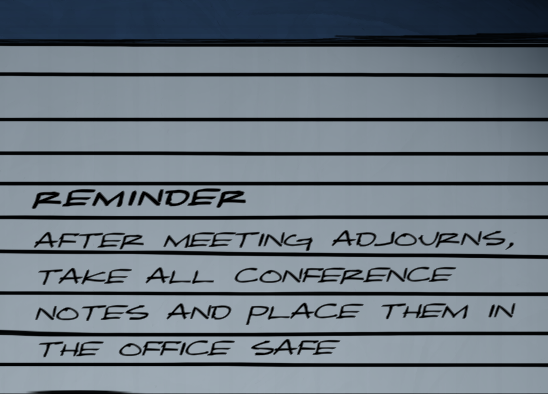 REMINDER
AFTER MEETING ADJOURNS,
TAKE ALL CONFERENCE
NOTES AND PLACE THEM IN
THE OFFICE SAFE